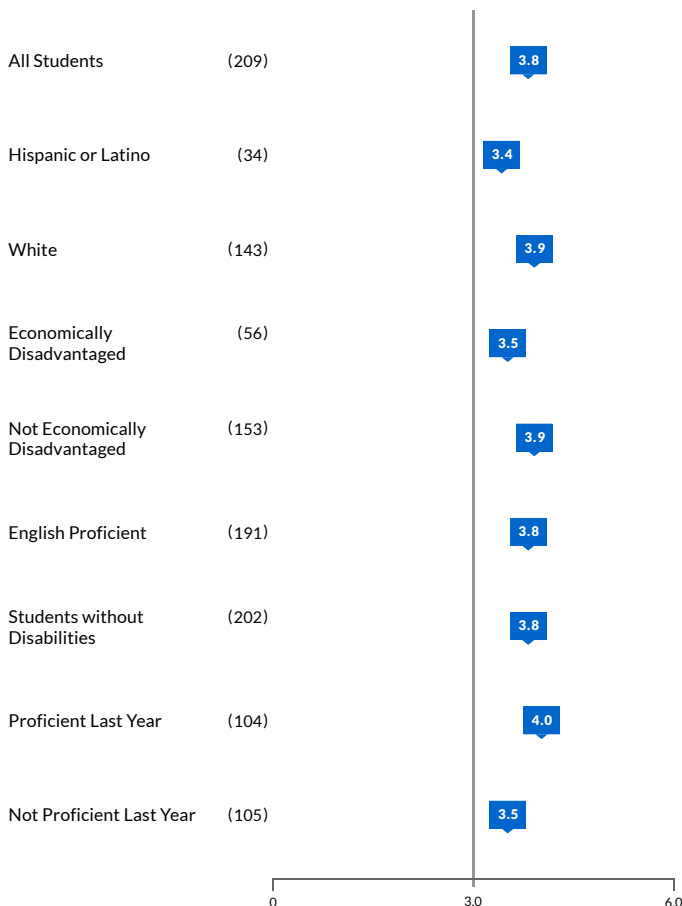 All Students (209) 3.8
Hispanic or Latino (34) 3.4
White (143) 3.9
Economically
Disadvantaged (56) 3.5
Not Economically
Disadvantaged (153) 3.9
English Proficient (191) 3.8
Students without
Disabilities (202) 3.8
Proficient Last Year (104) 4.0
Not Proficient Last Year (105) 3.5
0 3.0 6.0